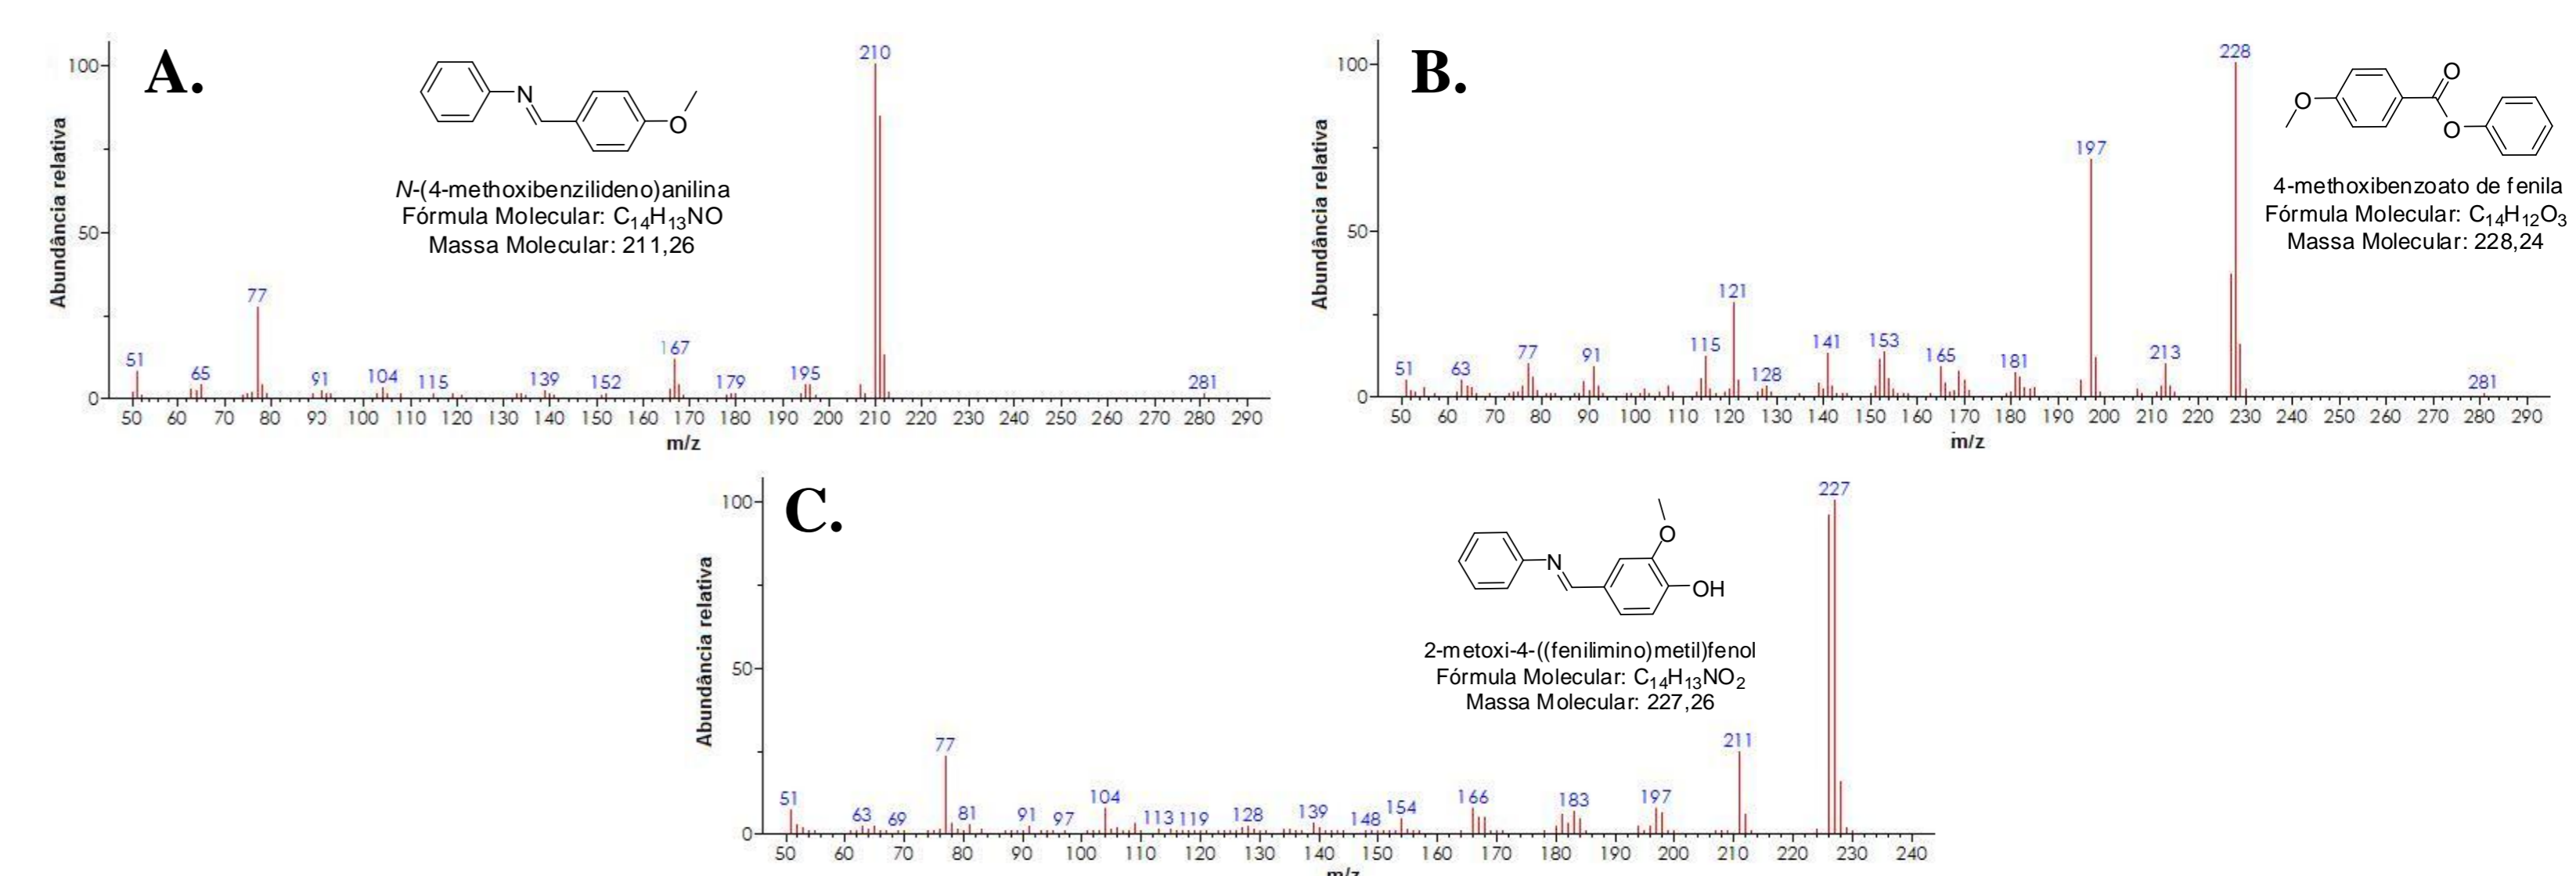 A.
100
50
0
Abundância relativa
210
77
51
65
91
104
115
139
152
167
179
195
281
50 60 70 80 90 100 110 120 130 140 150 160 170 180 190 200 210 220 230 240 250 260 270 280 290
m/z
N
O
N-(4-methoxibenzilideno)anilina
Fórmula Molecular: C₁₄H₁₃NO
Massa Molecular: 211,26
B.
100
50
0
Abundância relativa
228
197
121
51
63
77
91
115
128
141
153
165
181
213
281
50 60 70 80 90 100 110 120 130 140 150 160 170 180 190 200 210 220 230 240 250 260 270 280 290
m/z
O
O
O
4-methoxibenzoato de fenila
Fórmula Molecular: C₁₄H₁₂O₃
Massa Molecular: 228,24
C.
100
50
0
Abundância relativa
227
211
77
51
63
69
81
91
97
104
113
119
128
139
148
154
166
183
197
50 60 70 80 90 100 110 120 130 140 150 160 170 180 190 200 210 220 230 240
m/z
O
N
OH
2-metoxi-4-((fenilimino)metil)fenol
Fórmula Molecular: C₁₄H₁₃NO₂
Massa Molecular: 227,26